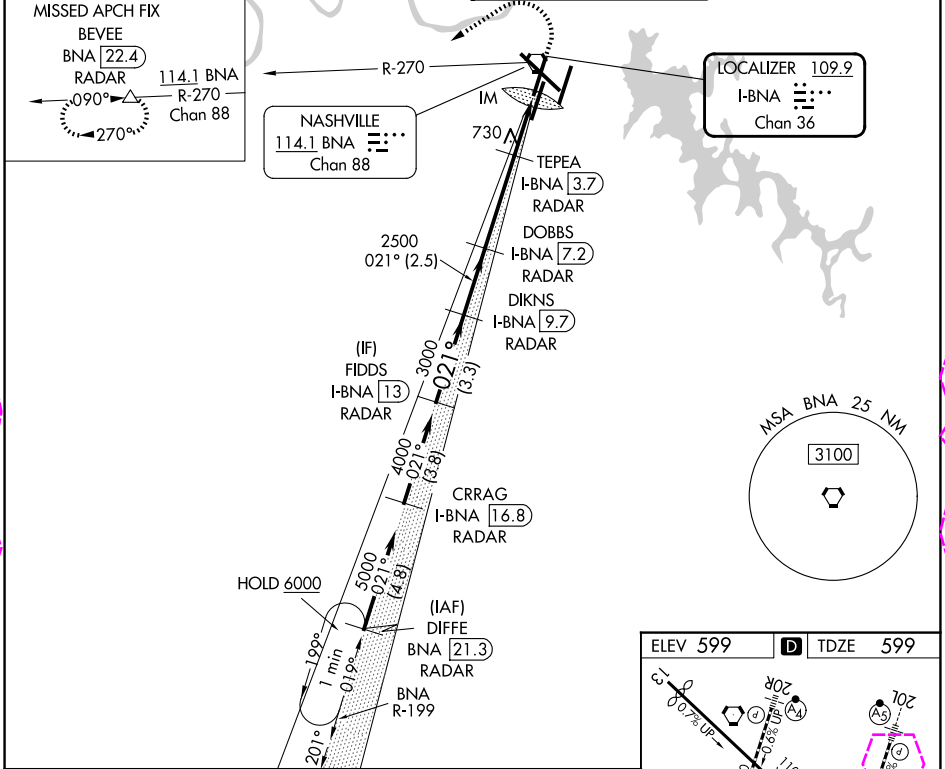 MISSED APCH FIX
BEVEE
BNA 22.4
RADAR
114.1 BNA
R-270
Chan 88
090°
270°
R-270
NASHVILLE
114.1 BNA
Chan 88
IM
LOCALIZER 109.9
I-BNA
Chan 36
730
TEPEA
I-BNA 3.7
RADAR
2500
021° (2.5)
DOBBS
I-BNA 7.2
RADAR
DIKNS
I-BNA 9.7
RADAR
3000
021°
(3.3)
(IF)
FIDDS
I-BNA 13
RADAR
4000
021°
(3.8)
MSA BNA 25 NM
3100
CRRAG
I-BNA 16.8
RADAR
HOLD 6000
5000
021°
(4.8)
(IAF)
DIFFE
BNA 21.3
RADAR
199°
1 min
019°
BNA
R-199
201°
ELEV 599
D
TDZE 599
13
0.7% UP
P
20R
A4
0.6% UP
A5
20L
P